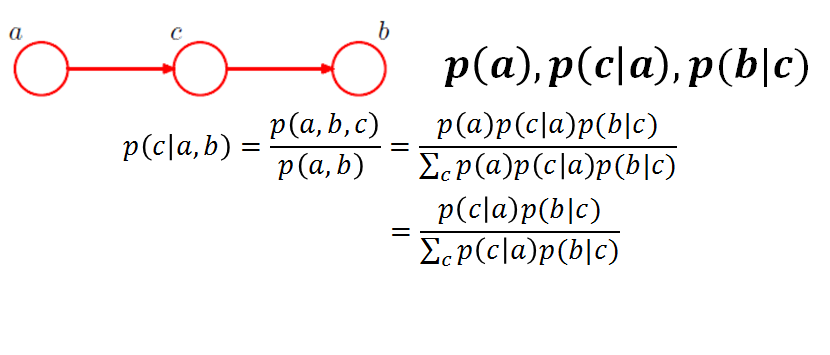 a c b
p(a), p(c|a), p(b|c)
p(c|a, b) = p(a, b, c) / p(a, b) = p(a)p(c|a)p(b|c) / ∑_c p(a)p(c|a)p(b|c)
= p(c|a)p(b|c) / ∑_c p(c|a)p(b|c)